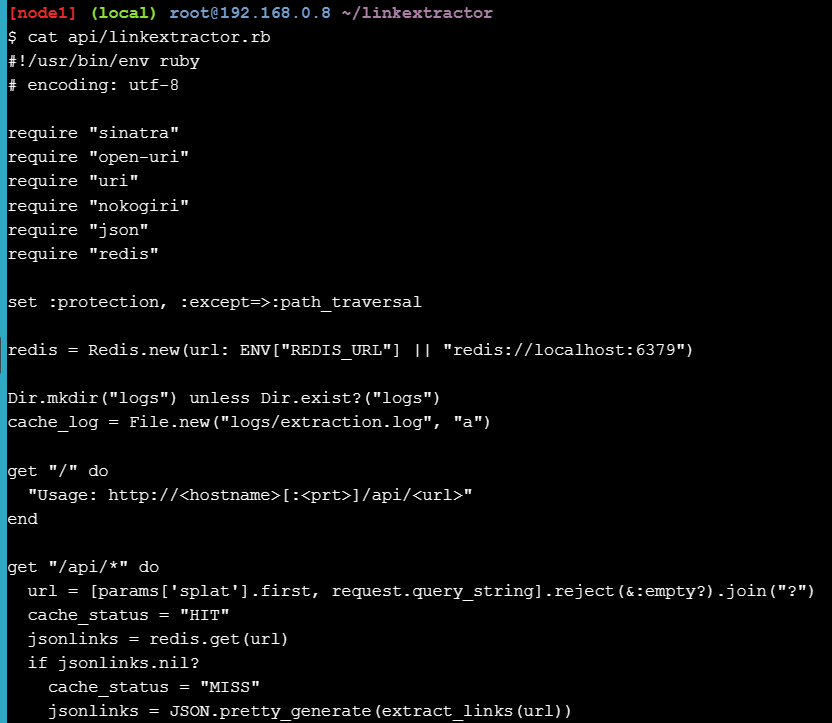 [node1] (local) root@192.168.0.8 ~/linkextractor
$ cat api/linkextractor.rb
#!/usr/bin/env ruby
# encoding: utf-8
require "sinatra"
require "open-uri"
require "uri"
require "nokogiri"
require "json"
require "redis"
set :protection, :except=>:path_traversal
redis = Redis.new(url: ENV["REDIS_URL"] || "redis://localhost:6379")
Dir.mkdir("logs") unless Dir.exist?("logs")
cache_log = File.new("logs/extraction.log", "a")
get "/" do
  "Usage: http://<hostname>[:<prt>]/api/<url>"
end
get "/api/*" do
  url = [params['splat'].first, request.query_string].reject(&:empty?).join("?")
  cache_status = "HIT"
  jsonlinks = redis.get(url)
  if jsonlinks.nil?
    cache_status = "MISS"
    jsonlinks = JSON.pretty_generate(extract_links(url))